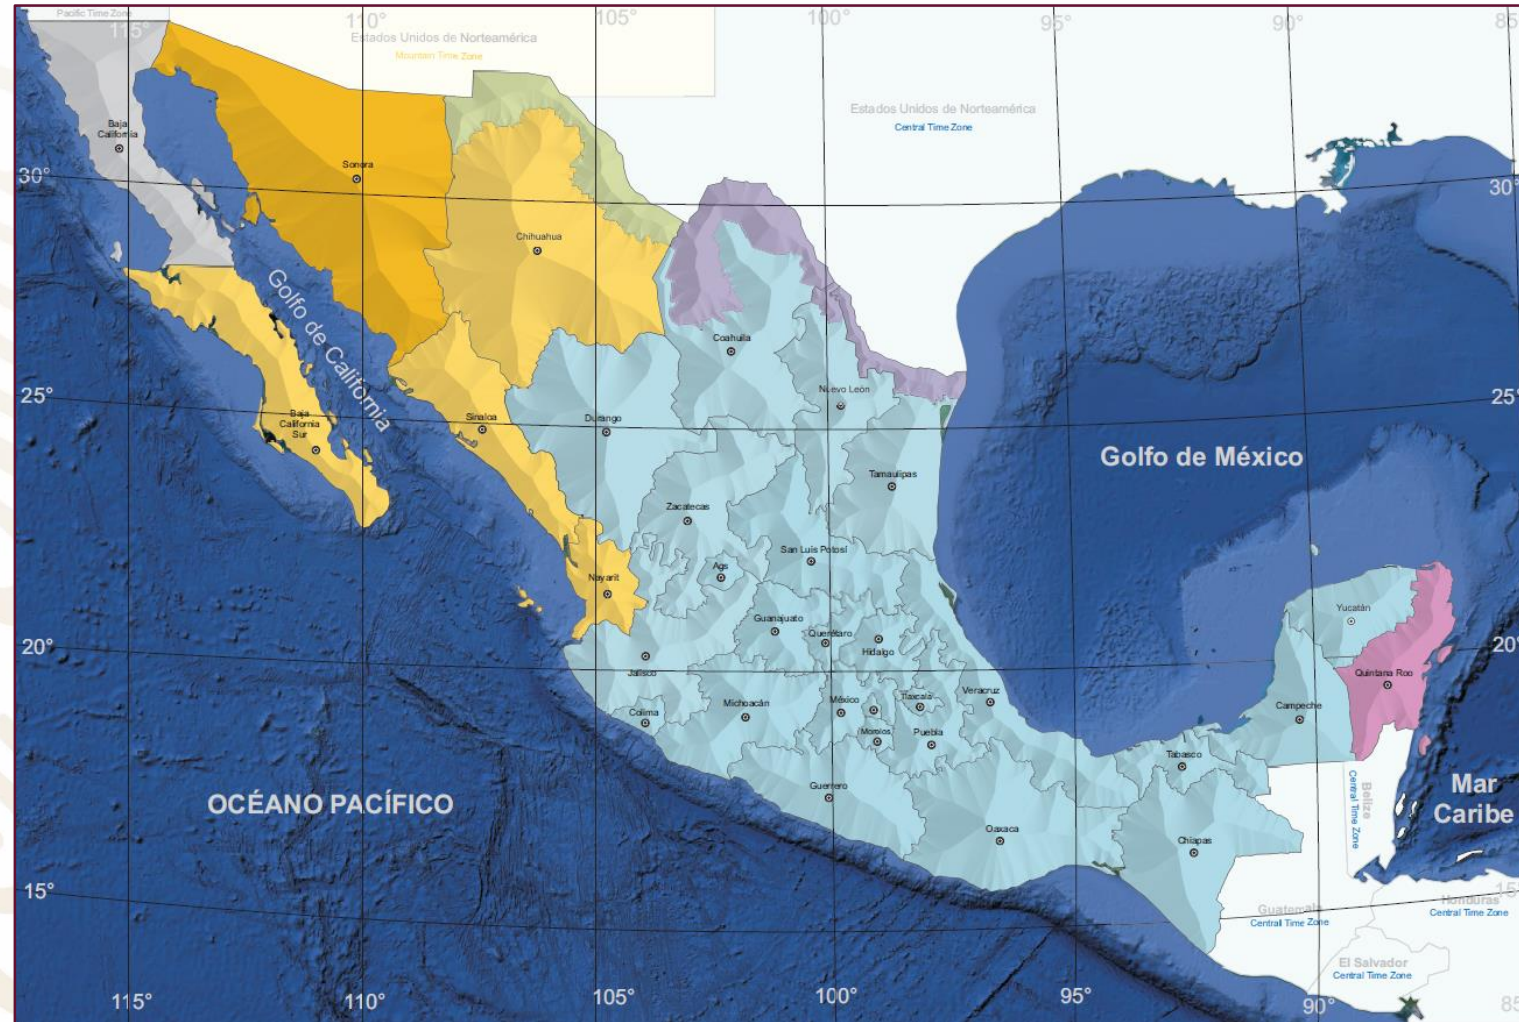 Pacific Time Zone
115°
110°
105°
100°
95°
90°
85
Estados Unidos de Norteamérica
Mountain Time Zone
Estados Unidos de Norteamérica
Central Time Zone
Baja
California
Sonora
30°
30°
Chihuahua
Golfo de California
Coahuila
Nuevo León
25°
25°
Baja
California
Sur
Sinaloa
Durango
Golfo de México
Tamaulipas
Zacatecas
San Luis Potosí
Ags
Nayarit
Yucatán
Guanajuato
Querétaro
Hidalgo
20°
20°
Jalisco
Quintana Roo
Michoacán
México
Tlaxcala
Veracruz
Colima
Campeche
Morelos
Puebla
Tabasco
Guerrero
Belize
Central Time Zone
Mar
Caribe
OCÉANO PACÍFICO
Oaxaca
Chiapas
15°
15
Guatemala
Central Time Zone
Honduras
Central Time Zone
El Salvador
Central Time Zone
115°
110°
105°
100°
95°
90°
85